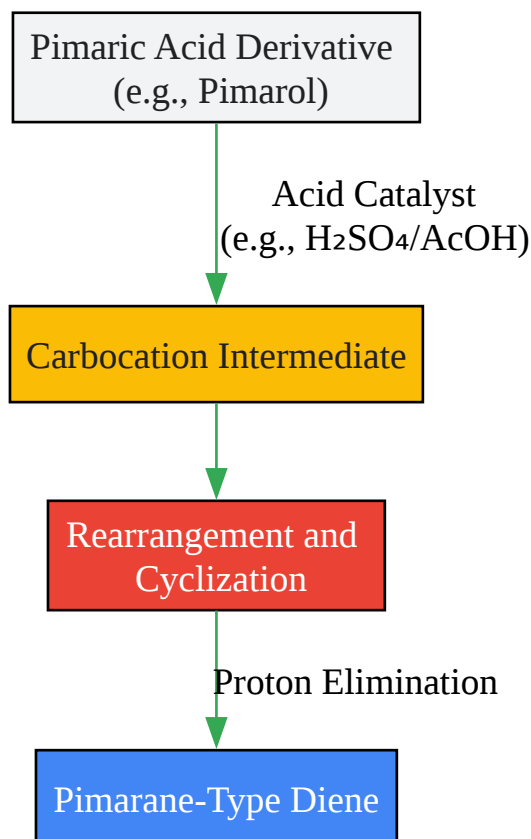 Pimaric Acid Derivative
(e.g., Pimarol)
Acid Catalyst
(e.g., H₂SO₄/AcOH)
Carbocation Intermediate
Rearrangement and
Cyclization
Proton Elimination
Pimarane-Type Diene